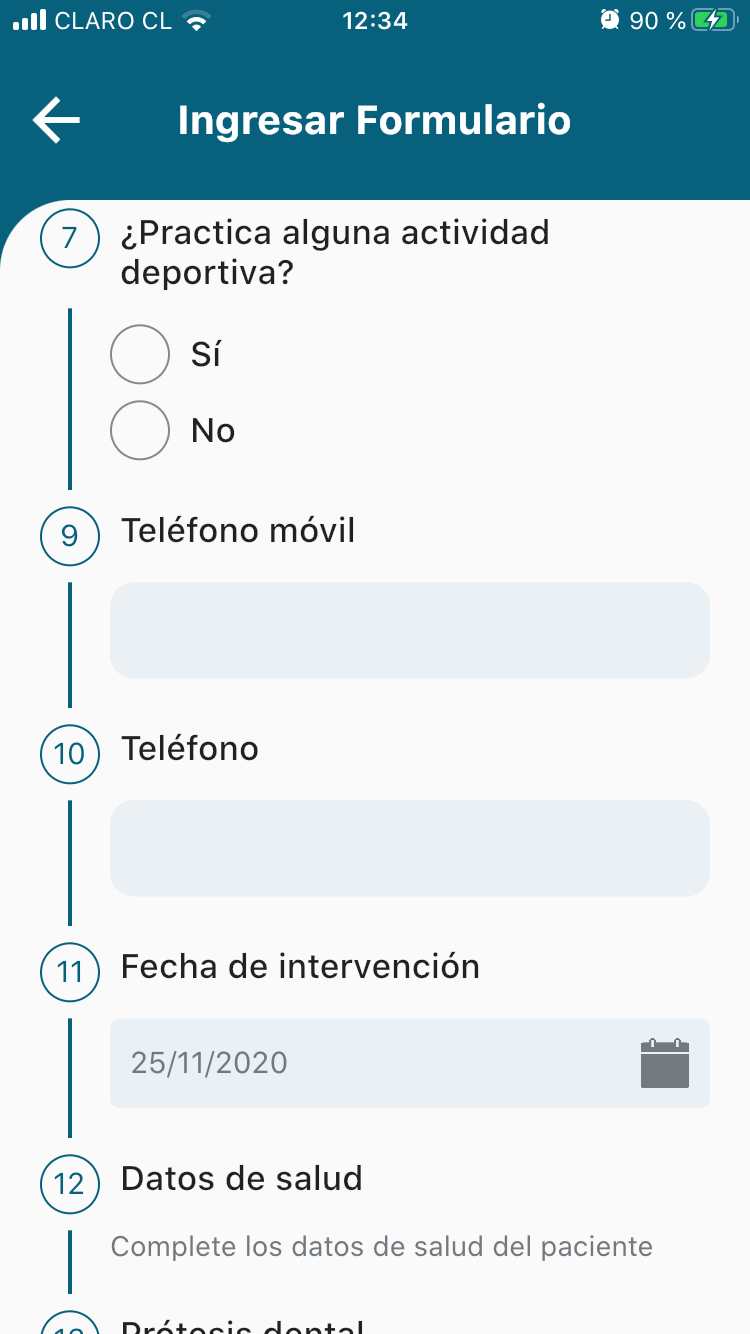 CLARO CL 12:34 90 %
Ingresar Formulario
7 ¿Practica alguna actividad
deportiva?
Sí
No
9 Teléfono móvil
10 Teléfono
11 Fecha de intervención
25/11/2020
12 Datos de salud
Complete los datos de salud del paciente
Prótesis dental